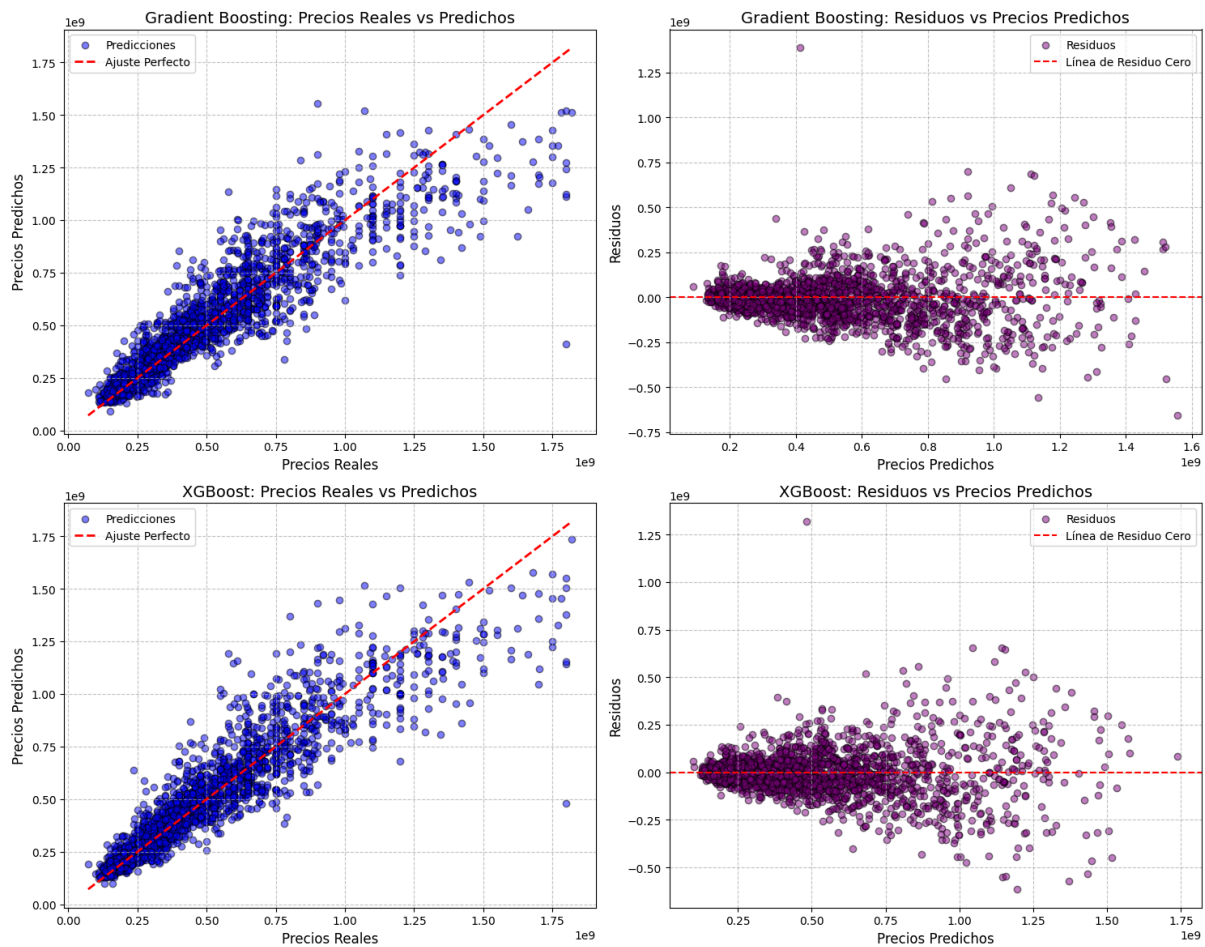 Gradient Boosting: Precios Reales vs Predichos
1e9
Predicciones
Ajuste Perfecto
1.75
1.50
1.25
1.00
0.75
0.50
0.25
0.00
Precios Predichos
0.00 0.25 0.50 0.75 1.00 1.25 1.50 1.75
1e9
Precios Reales
Gradient Boosting: Residuos vs Precios Predichos
1e9
Residuos
Línea de Residuo Cero
1.25
1.00
0.75
0.50
0.25
0.00
−0.25
−0.50
−0.75
Residuos
0.2 0.4 0.6 0.8 1.0 1.2 1.4 1.6
1e9
Precios Predichos
XGBoost: Precios Reales vs Predichos
1e9
Predicciones
Ajuste Perfecto
1.75
1.50
1.25
1.00
0.75
0.50
0.25
0.00
Precios Predichos
0.00 0.25 0.50 0.75 1.00 1.25 1.50 1.75
1e9
Precios Reales
XGBoost: Residuos vs Precios Predichos
1e9
Residuos
Línea de Residuo Cero
1.25
1.00
0.75
0.50
0.25
0.00
−0.25
−0.50
Residuos
0.25 0.50 0.75 1.00 1.25 1.50 1.75
1e9
Precios Predichos